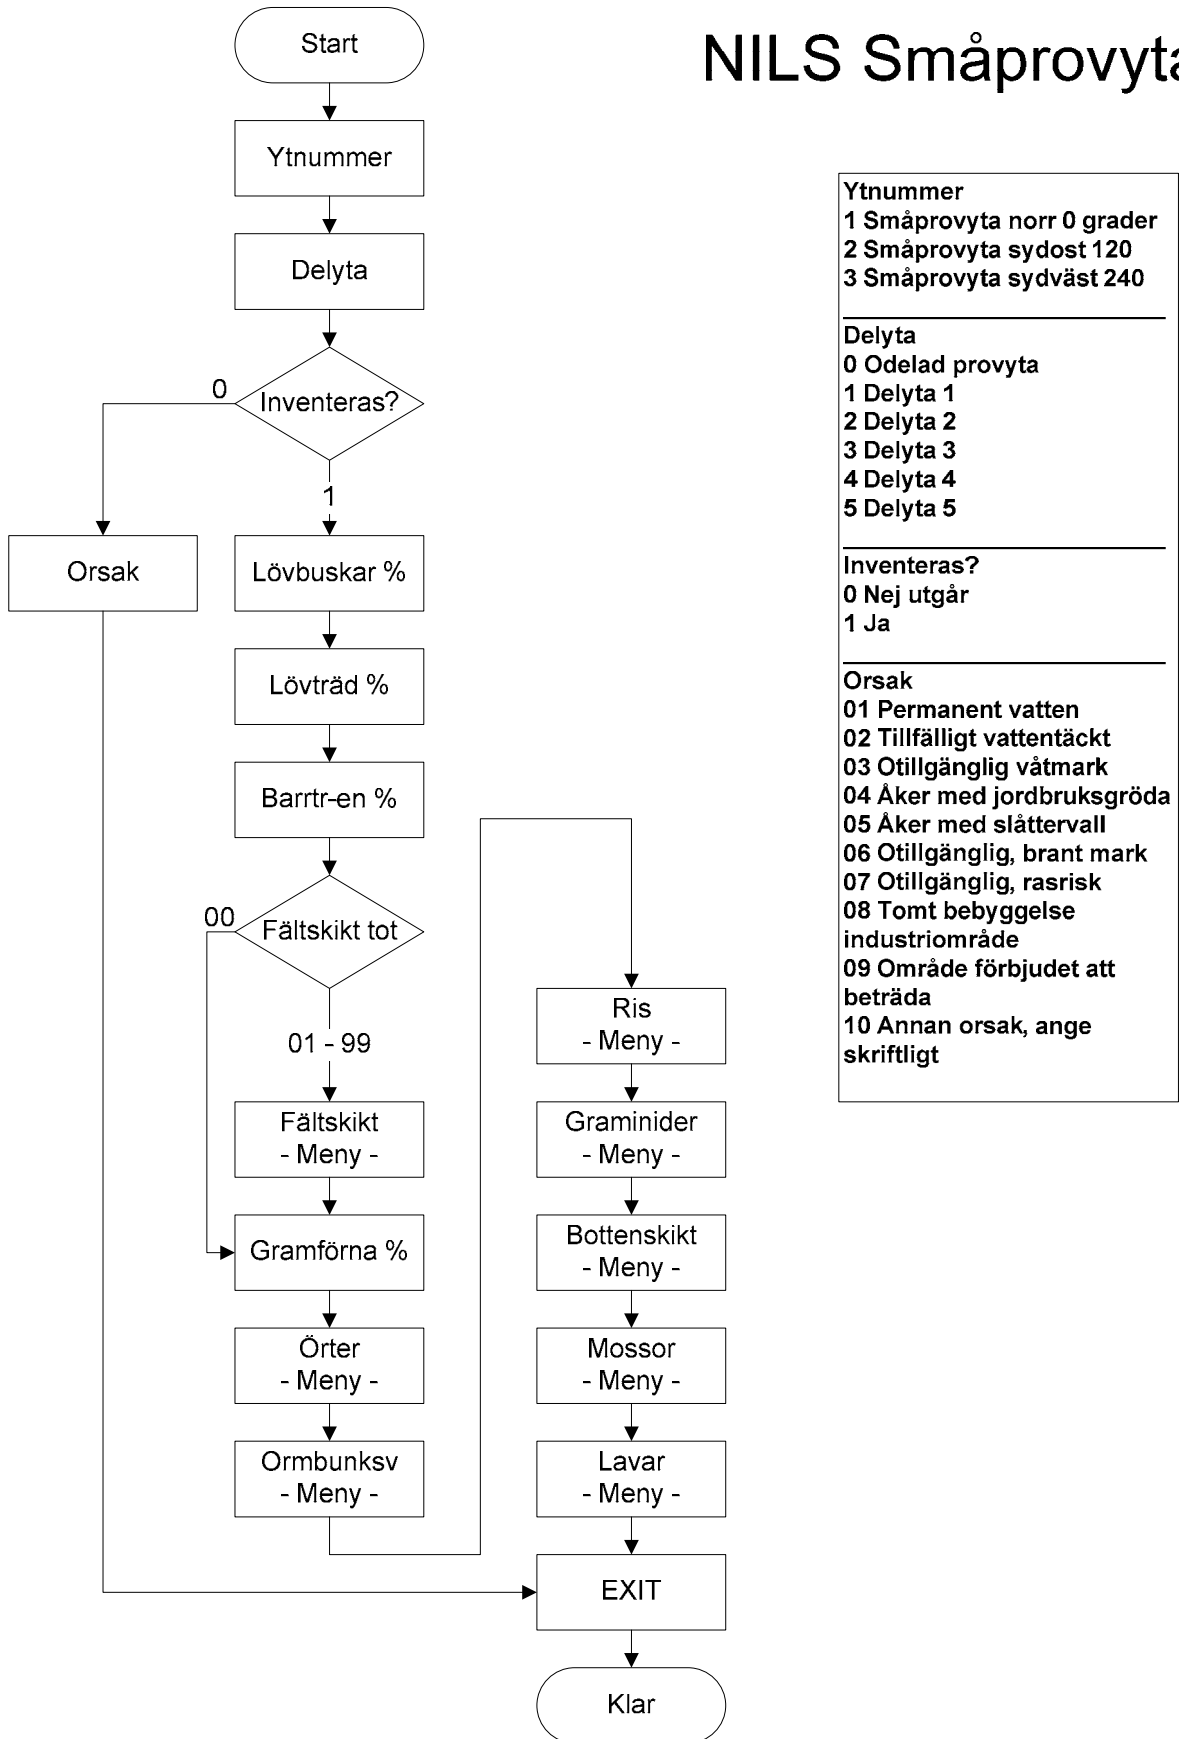 NILS Småprovyta
Start
Ytnummer
Delyta
Inventeras?
0
1
Orsak
Lövbuskar %
Lövträd %
Barrtr-en %
Fältskikt tot
00
01 - 99
Fältskikt
- Meny -
Gramförna %
Örter
- Meny -
Ormbunksv
- Meny -
Ris
- Meny -
Graminider
- Meny -
Bottenskikt
- Meny -
Mossor
- Meny -
Lavar
- Meny -
EXIT
Klar
Ytnummer
1 Småprovyta norr 0 grader
2 Småprovyta sydost 120
3 Småprovyta sydväst 240
Delyta
0 Odelad provyta
1 Delyta 1
2 Delyta 2
3 Delyta 3
4 Delyta 4
5 Delyta 5
Inventeras?
0 Nej utgår
1 Ja
Orsak
01 Permanent vatten
02 Tillfälligt vattentäckt
03 Otillgänglig våtmark
04 Åker med jordbruksgröda
05 Åker med slåttervall
06 Otillgänglig, brant mark
07 Otillgänglig, rasrisk
08 Tomt bebyggelse
industriområde
09 Område förbjudet att
beträda
10 Annan orsak, ange
skriftligt